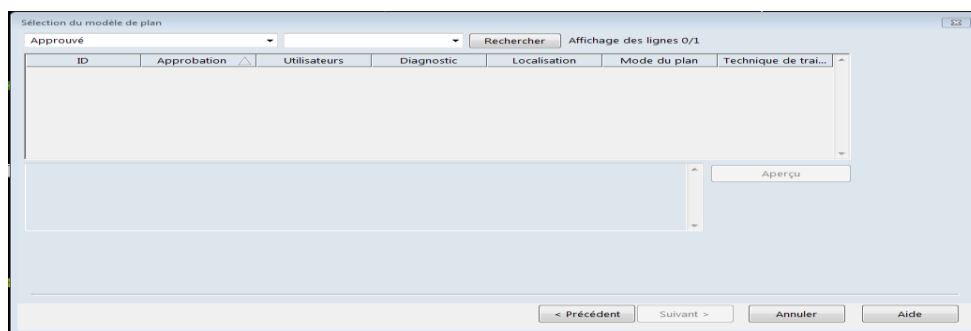 Sélection du modèle de plan
Approuvé Rechercher Affichage des lignes 0/1
ID Approbation Utilisateurs Diagnostic Localisation Mode du plan Technique de trai...
Aperçu
< Précédent Suivant > Annuler Aide